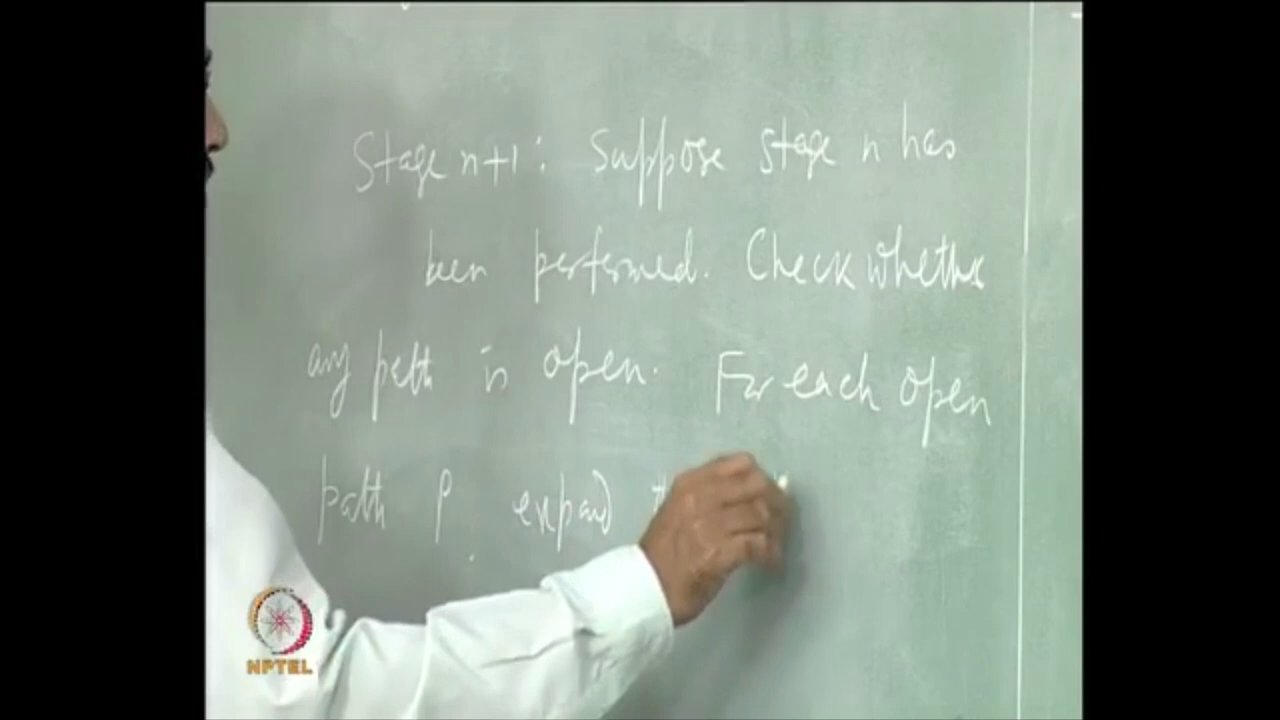 Stage n+1: Suppose stage n has
been performed. Check whether
any path is open. For each open
path ρ expand
NPTEL